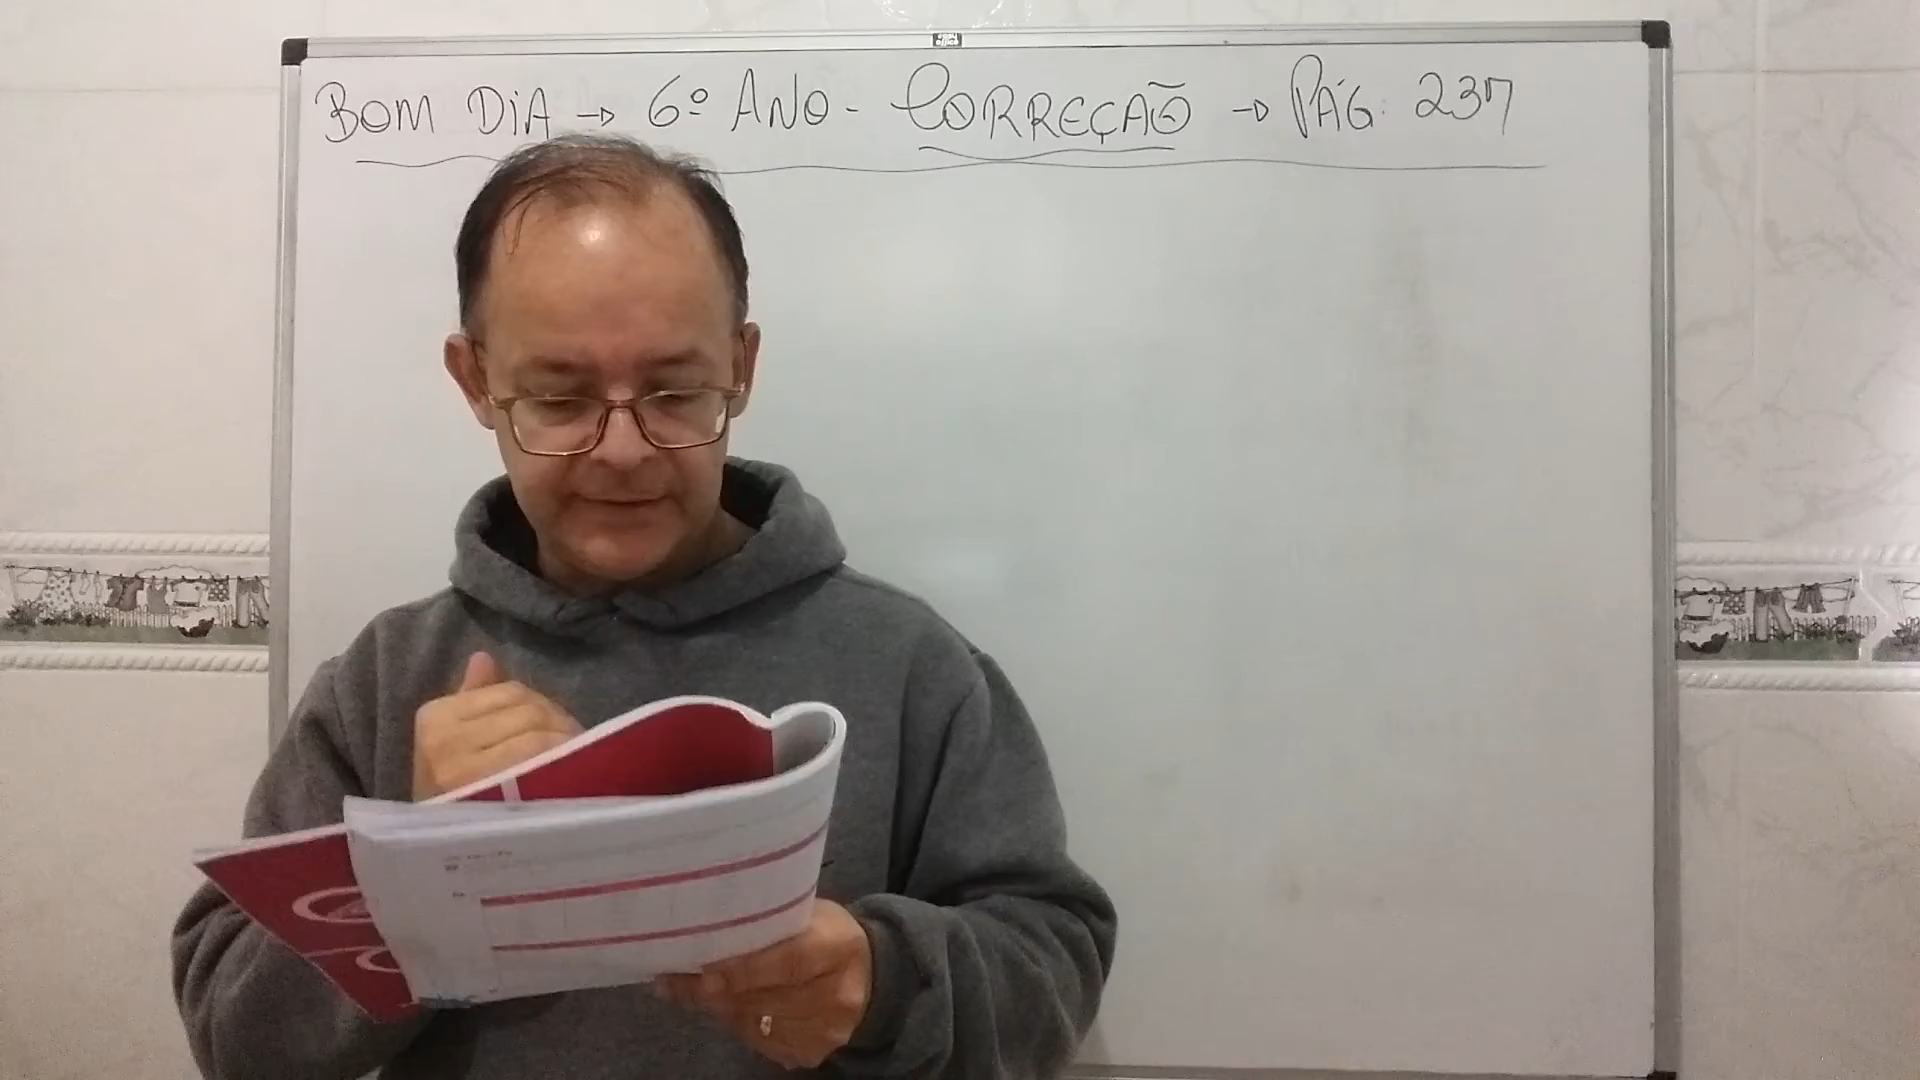 BOM DIA → 6º ANO - CORREÇÃO → PÁG: 237